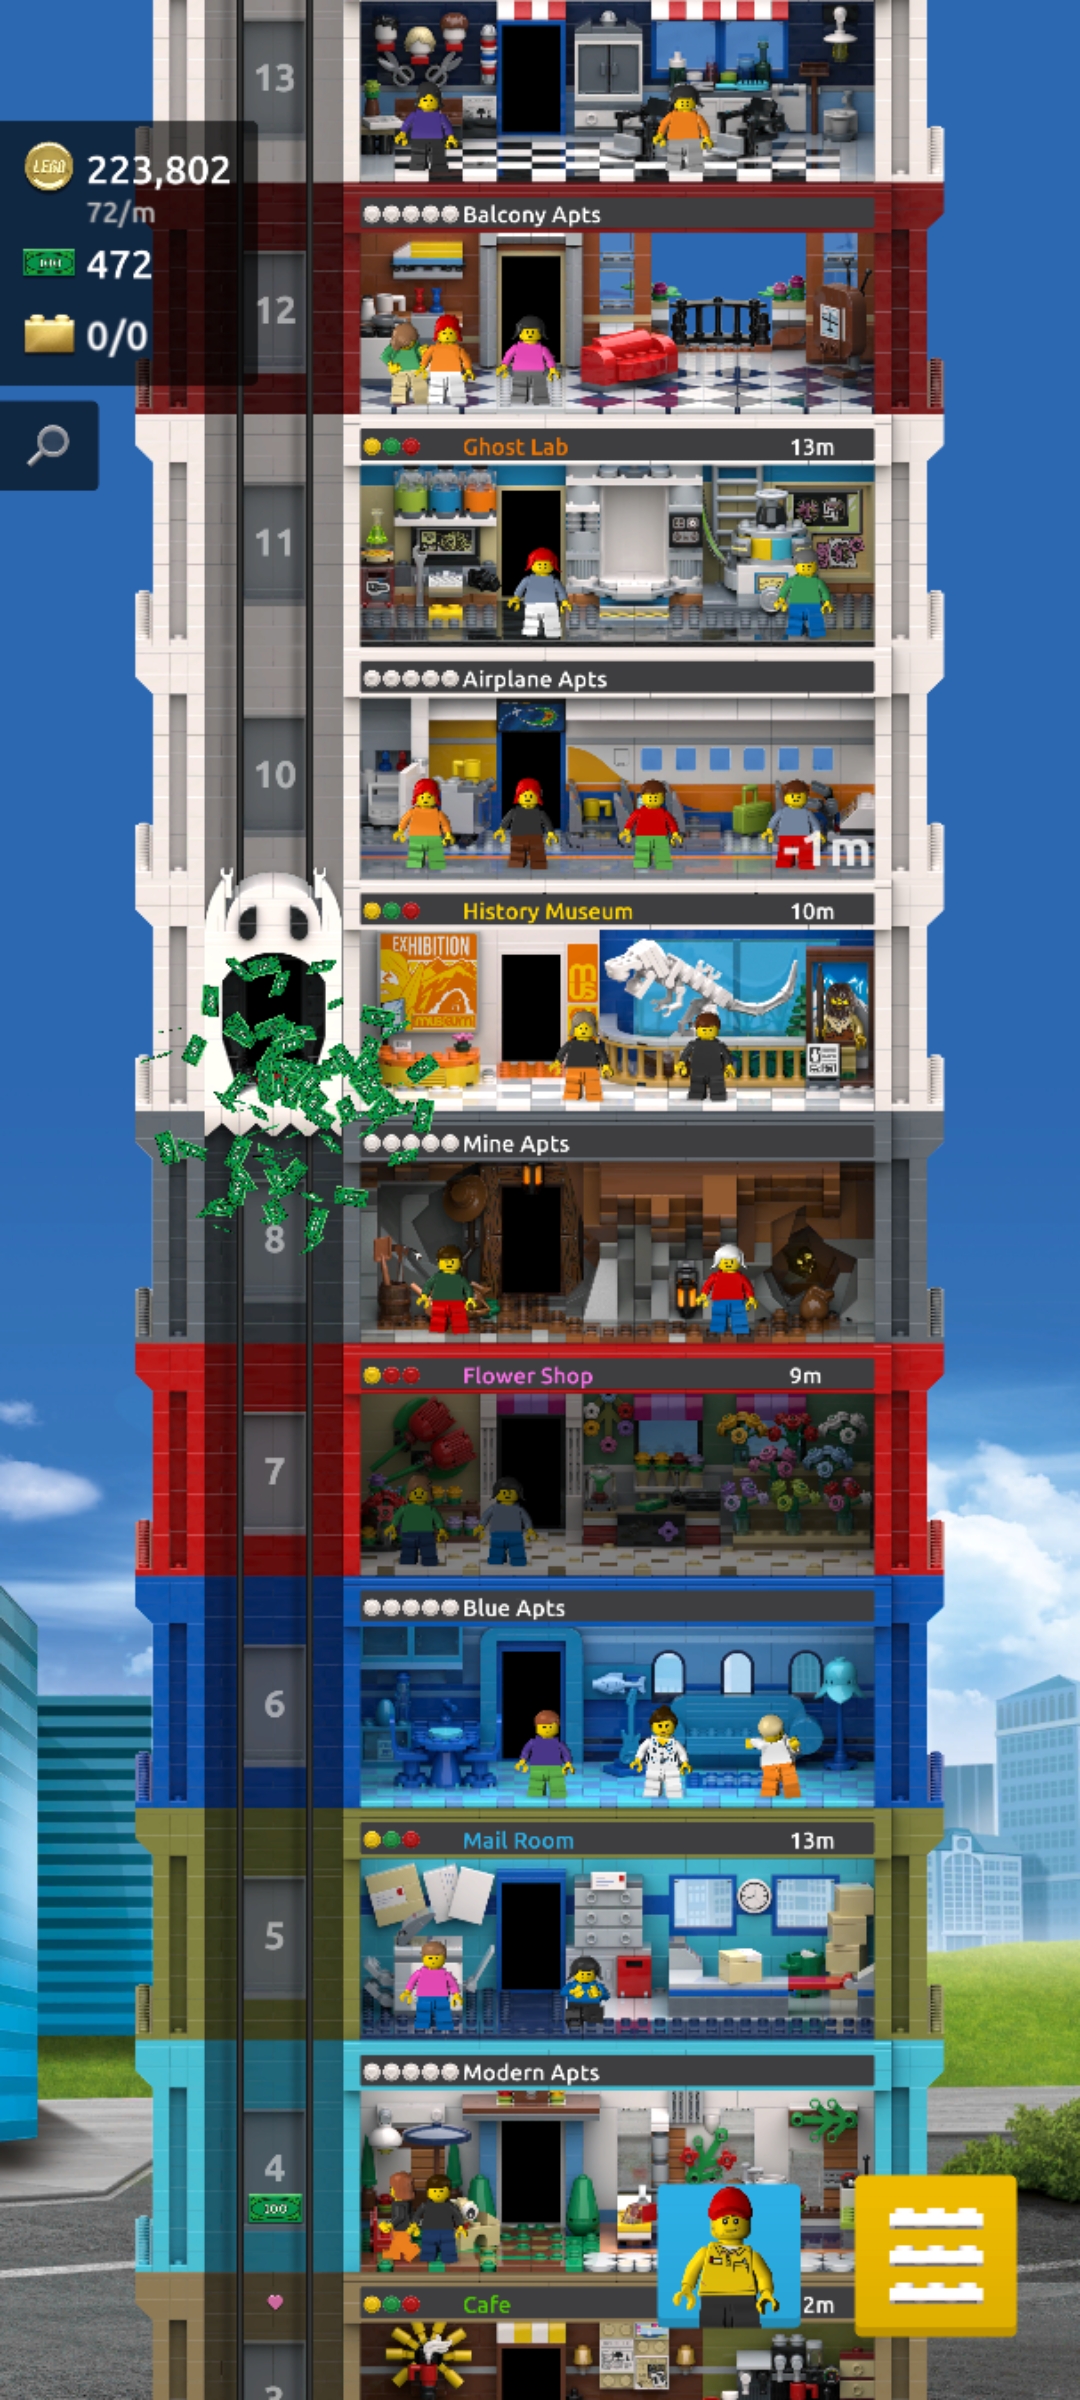 13
LEGO
223,802
72/m
472
0/0
Balcony Apts
12
Ghost Lab 13m
11
Airplane Apts
10
-1m
History Museum 10m
EXHIBITION
MUSEUM
Mine Apts
8
Flower Shop 9m
7
Blue Apts
6
Mail Room 13m
5
Modern Apts
4
100
Cafe 2m
3